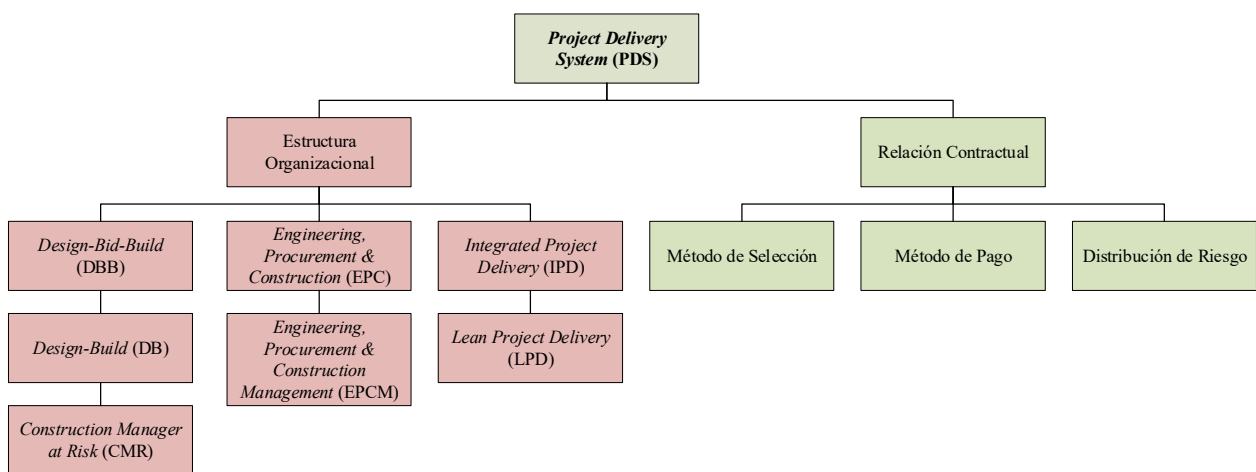 Project Delivery
System (PDS)
Estructura
Organizacional
Relación Contractual
Design-Bid-Build
(DBB)
Engineering,
Procurement &
Construction (EPC)
Integrated Project
Delivery (IPD)
Método de Selección
Método de Pago
Distribución de Riesgo
Design-Build (DB)
Engineering,
Procurement &
Construction
Management (EPCM)
Lean Project Delivery
(LPD)
Construction Manager
at Risk (CMR)